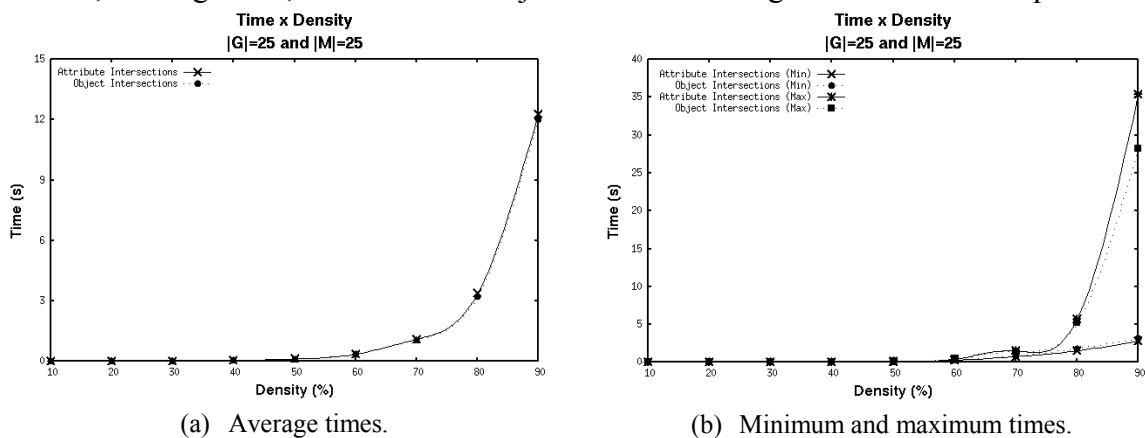 Time x Density
|G|=25 and |M|=25
Attribute Intersections
Object Intersections
Time (s)
15
12
9
6
3
0
10 20 30 40 50 60 70 80 90
Density (%)
(a) Average times.
Time x Density
|G|=25 and |M|=25
Attribute Intersections (Min)
Object Intersections (Min)
Attribute Intersections (Max)
Object Intersections (Max)
Time (s)
40
35
30
25
20
15
10
5
0
10 20 30 40 50 60 70 80 90
Density (%)
(b) Minimum and maximum times.